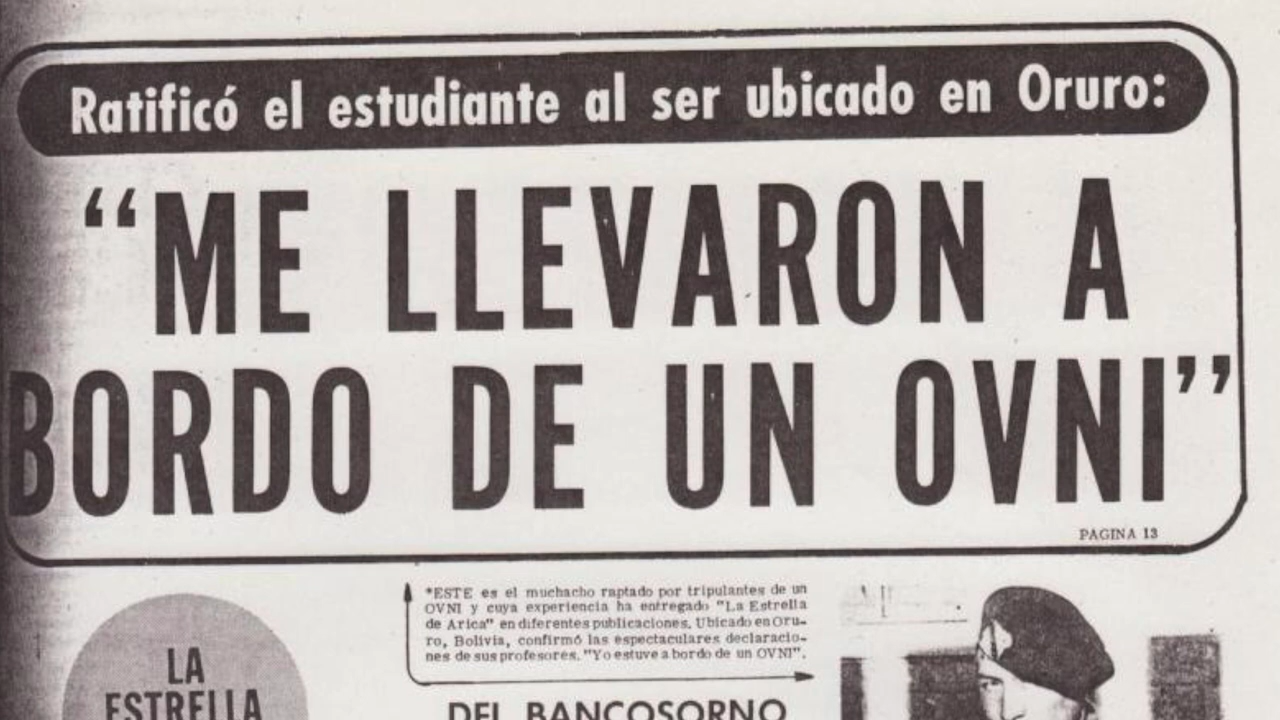 Ratificó el estudiante al ser ubicado en Oruro:
“ME LLEVARON A
BORDO DE UN OVNI”
PAGINA 13
*ESTE es el muchacho raptado por tripulantes de un
OVNI y cuya experiencia ha entregado "La Estrella
de Arica" en diferentes publicaciones. Ubicado en Oru-
ro, Bolivia, confirmó las espectaculares declaracio-
nes de sus profesores. "Yo estuve a bordo de un OVNI".
LA
ESTRELLA
DEL BANCOSORNO